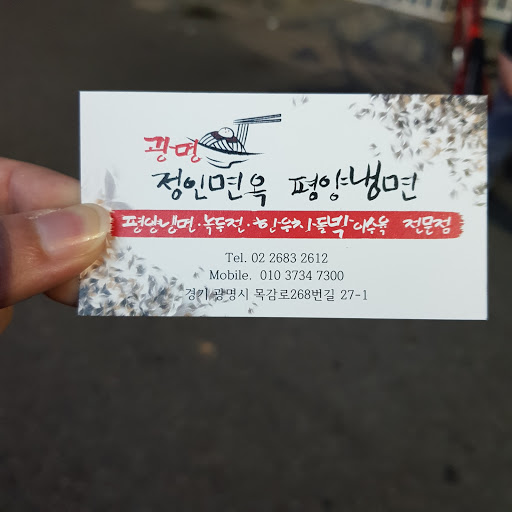 광명
정인면옥 평양냉면
평양냉면·녹두전·한우차돌박이수육 전문점
Tel. 02 2683 2612
Mobile. 010 3734 7300
경기 광명시 목감로268번길 27-1